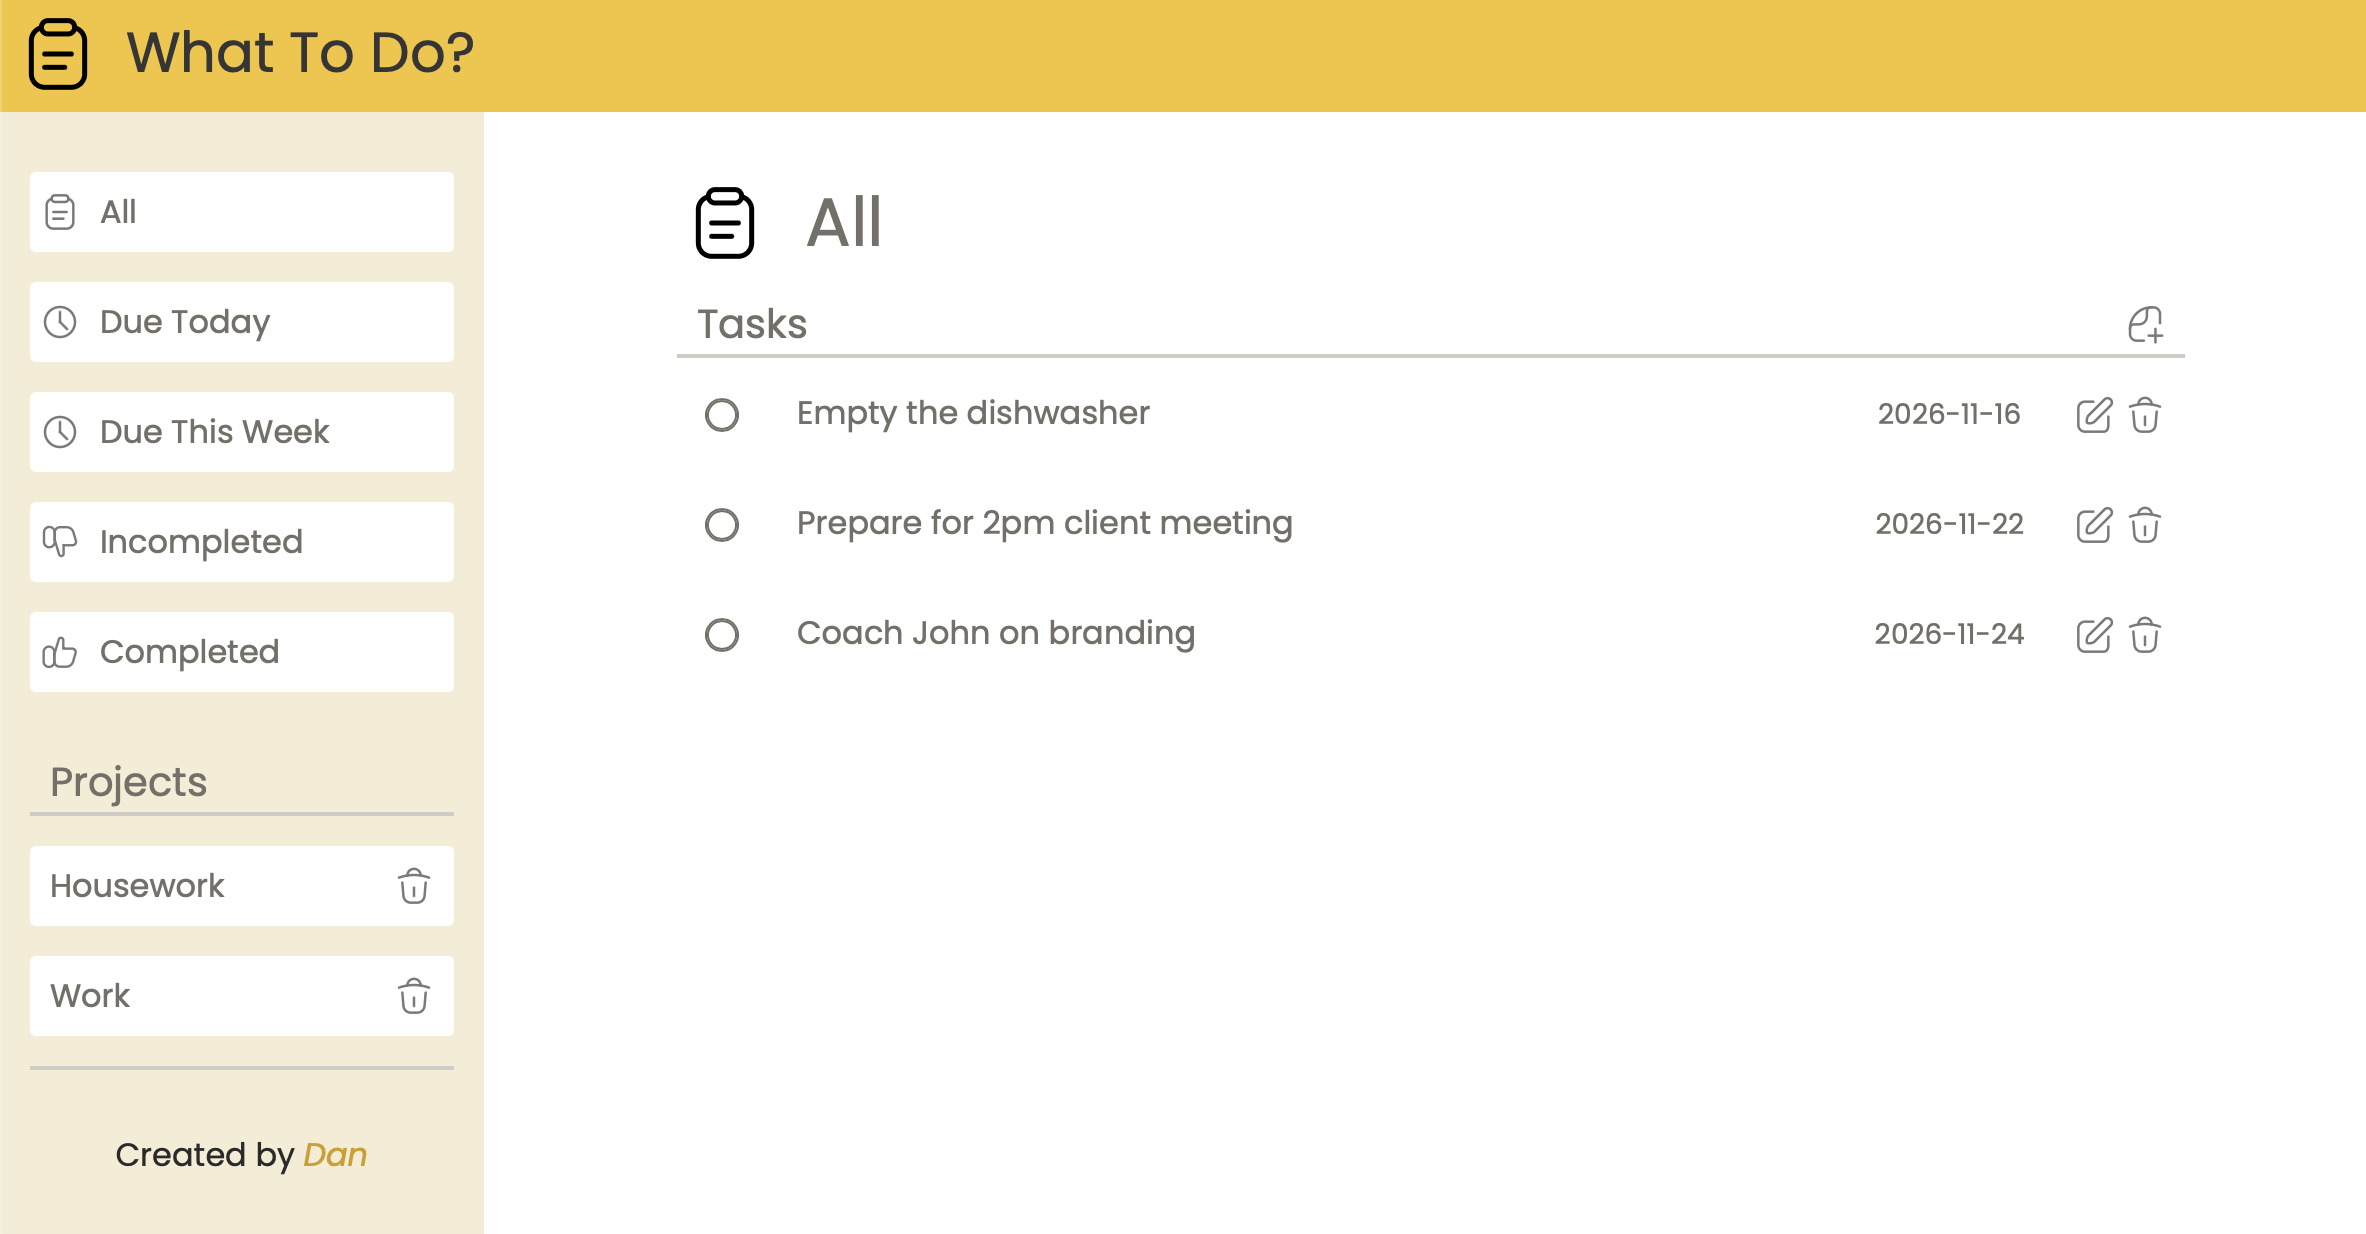 What To Do?
All
Due Today
Due This Week
Incompleted
Completed
Projects
Housework
Work
Created by Dan
All
Tasks
Empty the dishwasher 2026-11-16
Prepare for 2pm client meeting 2026-11-22
Coach John on branding 2026-11-24